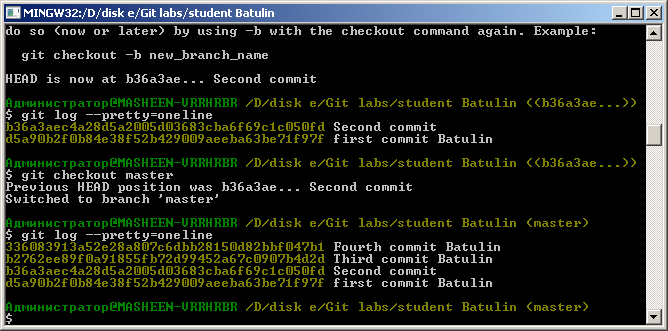 MINGW32:/D/disk e/Git labs/student Batulin
do so (now or later) by using -b with the checkout command again. Example:
git checkout -b new_branch_name
HEAD is now at b36a3ae... Second commit
Администратор@MASHEEN-VRRHRBR /D/disk e/Git labs/student Batulin ((b36a3ae...))
$ git log --pretty=oneline
b36a3aec4a28d5a2005d03683cba6f69c1c050fd Second commit
d5a90b2f0b84e38f52b429009aeeba63be71f97f first commit Batulin
Администратор@MASHEEN-VRRHRBR /D/disk e/Git labs/student Batulin ((b36a3ae...))
$ git checkout master
Previous HEAD position was b36a3ae... Second commit
Switched to branch 'master'
Администратор@MASHEEN-VRRHRBR /D/disk e/Git labs/student Batulin (master)
$ git log --pretty=oneline
336083913a52e28a807c6dbb28150d82bbf047b1 Fourth commit Batulin
b2762ee89f0a91855fb72d99452a67c0907b4d2d Third commit Batulin
b36a3aec4a28d5a2005d03683cba6f69c1c050fd Second commit
d5a90b2f0b84e38f52b429009aeeba63be71f97f first commit Batulin
Администратор@MASHEEN-VRRHRBR /D/disk e/Git labs/student Batulin (master)
$